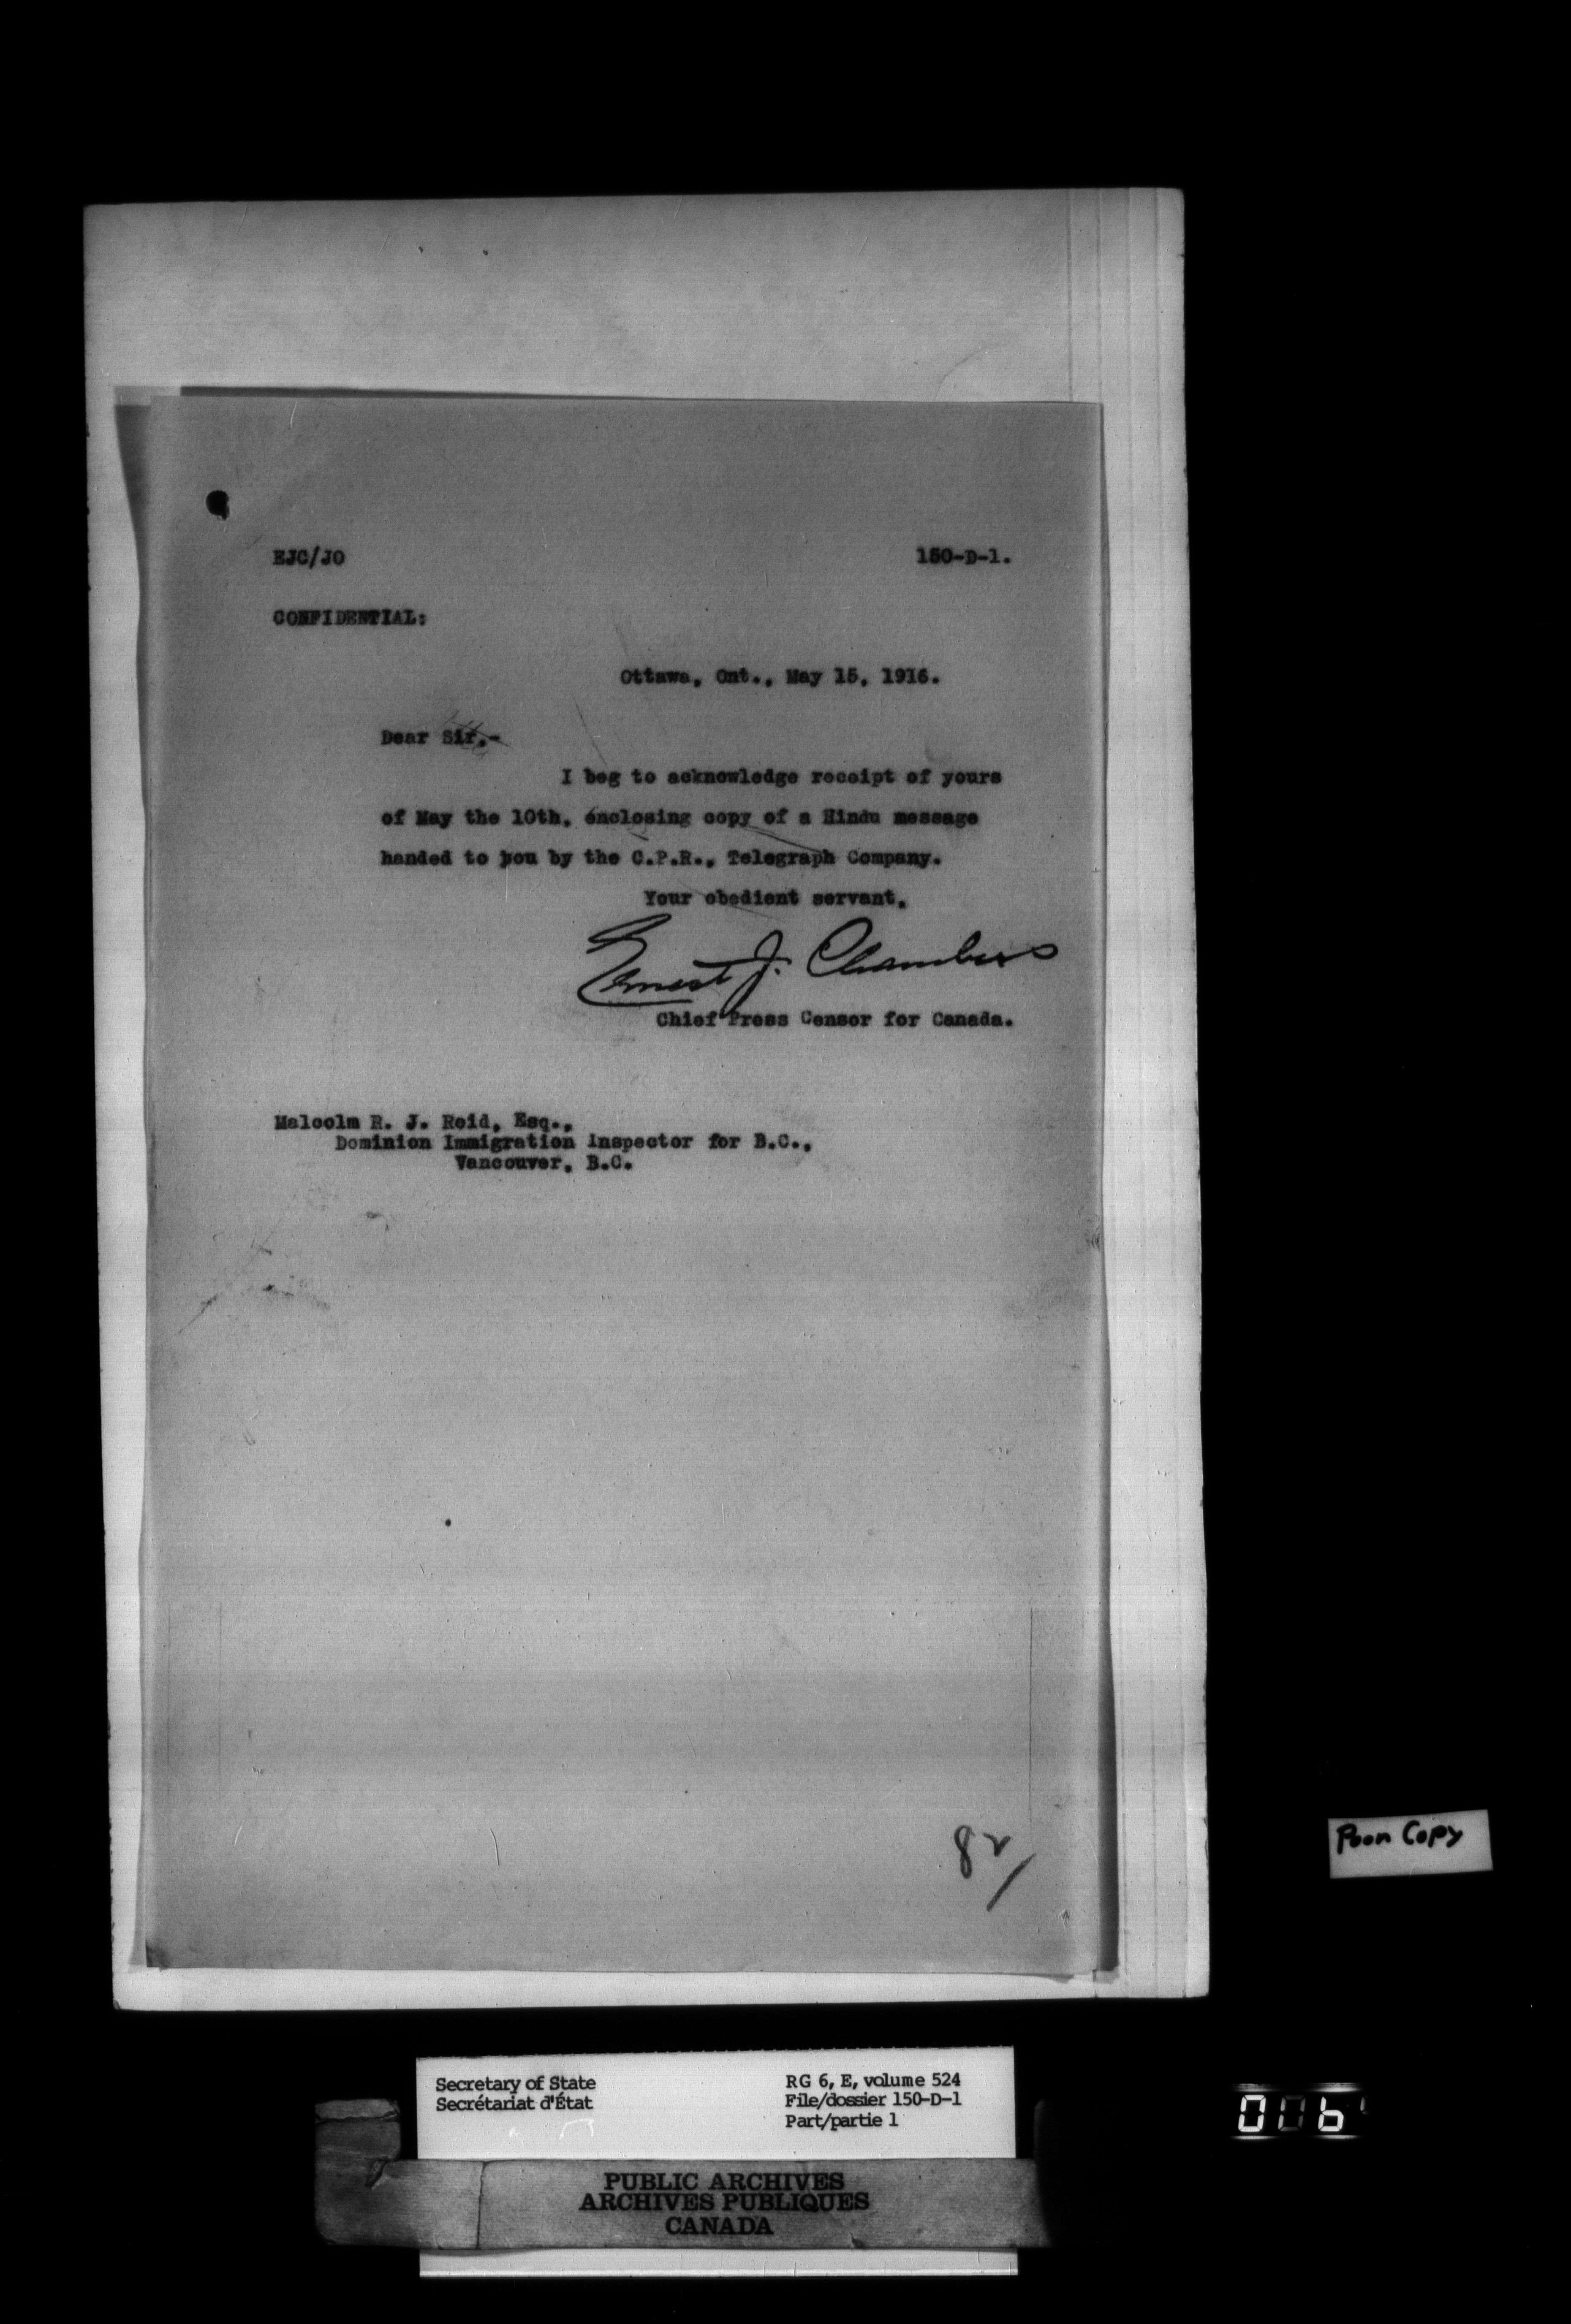 EJC/JO 150-D-1.
CONFIDENTIAL:
Ottawa, Ont., May 15, 1916.
Dear Sir,-
I beg to acknowledge receipt of yours
of May the 10th, enclosing copy of a Hindu message
handed to you by the C.P.R., Telegraph Company.
Your obedient servant,
Ernest J. Chambers
Chief Press Censor for Canada.
Malcolm R. J. Reid, Esq.,
Dominion Immigration Inspector for B.C.,
Vancouver, B.C.
82/
Poor Copy
Secretary of State RG 6, E, volume 524
Secrétariat d'État File/dossier 150-D-1
Part/partie 1
PUBLIC ARCHIVES
ARCHIVES PUBLIQUES
CANADA